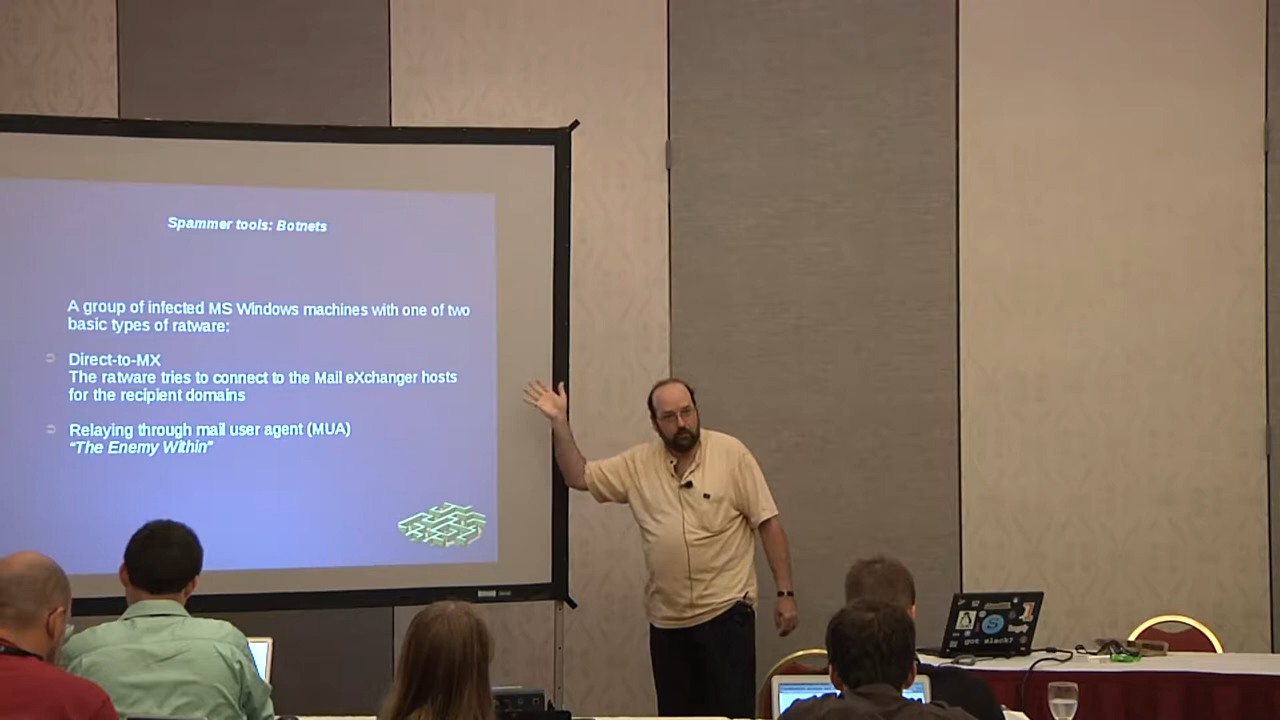 Spammer tools: Botnets
A group of infected MS Windows machines with one of two
basic types of ratware:
Direct-to-MX
The ratware tries to connect to the Mail eXchanger hosts
for the recipient domains
Relaying through mail user agent (MUA)
“The Enemy Within”
S
got slack?